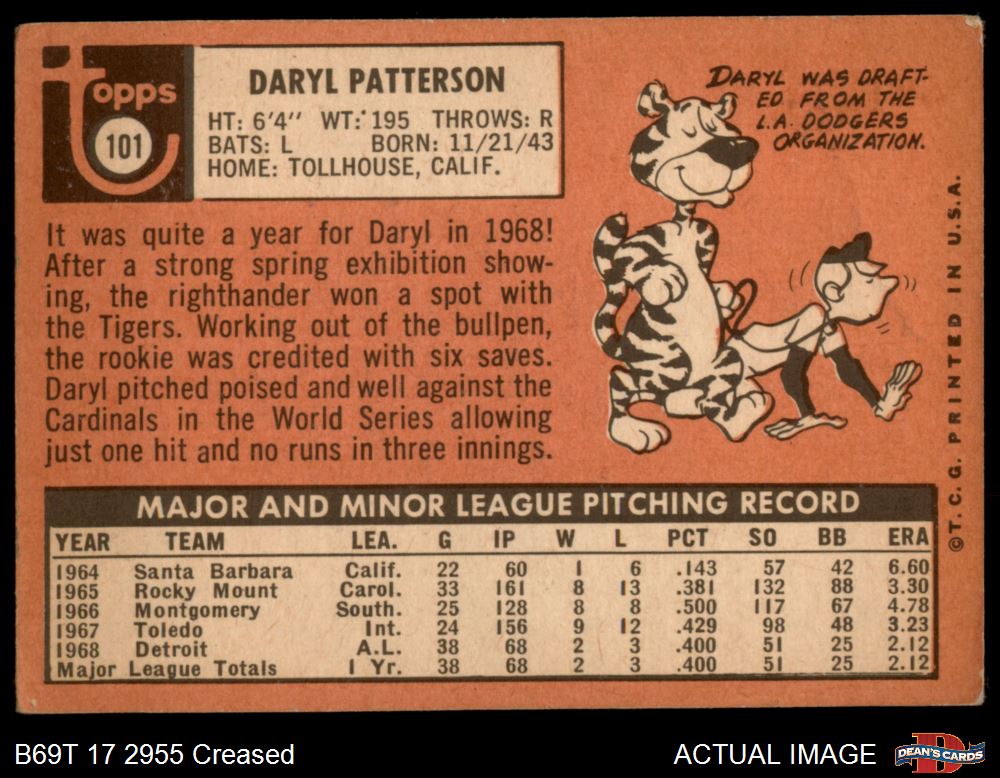 Topps
101
DARYL PATTERSON
HT: 6'4" WT: 195 THROWS: R
BATS: L BORN: 11/21/43
HOME: TOLLHOUSE, CALIF.
It was quite a year for Daryl in 1968!
After a strong spring exhibition show-
ing, the righthander won a spot with
the Tigers. Working out of the bullpen,
the rookie was credited with six saves.
Daryl pitched poised and well against the
Cardinals in the World Series allowing
just one hit and no runs in three innings.
DARYL WAS DRAFT-
ED FROM THE
L.A. DODGERS
ORGANIZATION.
©T.C.G. PRINTED IN U.S.A.
MAJOR AND MINOR LEAGUE PITCHING RECORD
YEAR TEAM LEA. G IP W L PCT SO BB ERA
1964 Santa Barbara Calif. 22 60 1 6 .143 57 42 6.60
1965 Rocky Mount Carol. 33 161 8 13 .381 132 88 3.30
1966 Montgomery South. 25 128 8 8 .500 117 67 4.78
1967 Toledo Int. 24 156 9 12 .429 98 48 3.23
1968 Detroit A.L. 38 68 2 3 .400 51 25 2.12
Major League Totals 1 Yr. 38 68 2 3 .400 51 25 2.12
B69T 17 2955 Creased
ACTUAL IMAGE
DEAN'S CARDS